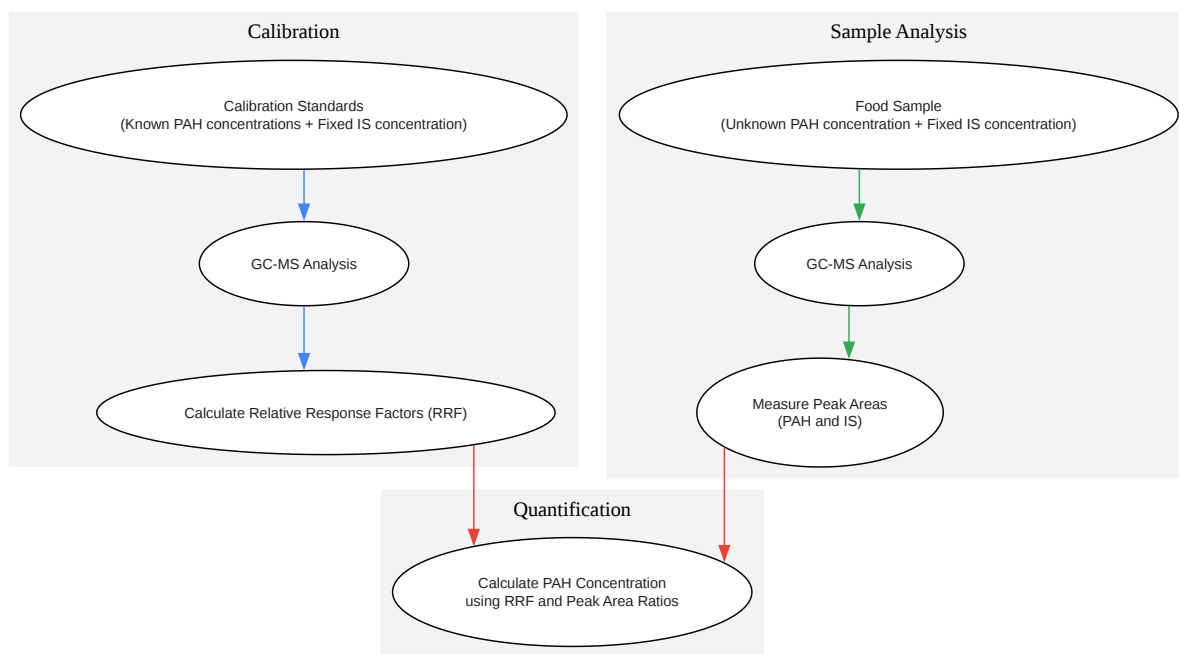 Calibration
Calibration Standards
(Known PAH concentrations + Fixed IS concentration)
GC-MS Analysis
Calculate Relative Response Factors (RRF)
Sample Analysis
Food Sample
(Unknown PAH concentration + Fixed IS concentration)
GC-MS Analysis
Measure Peak Areas
(PAH and IS)
Quantification
Calculate PAH Concentration
using RRF and Peak Area Ratios